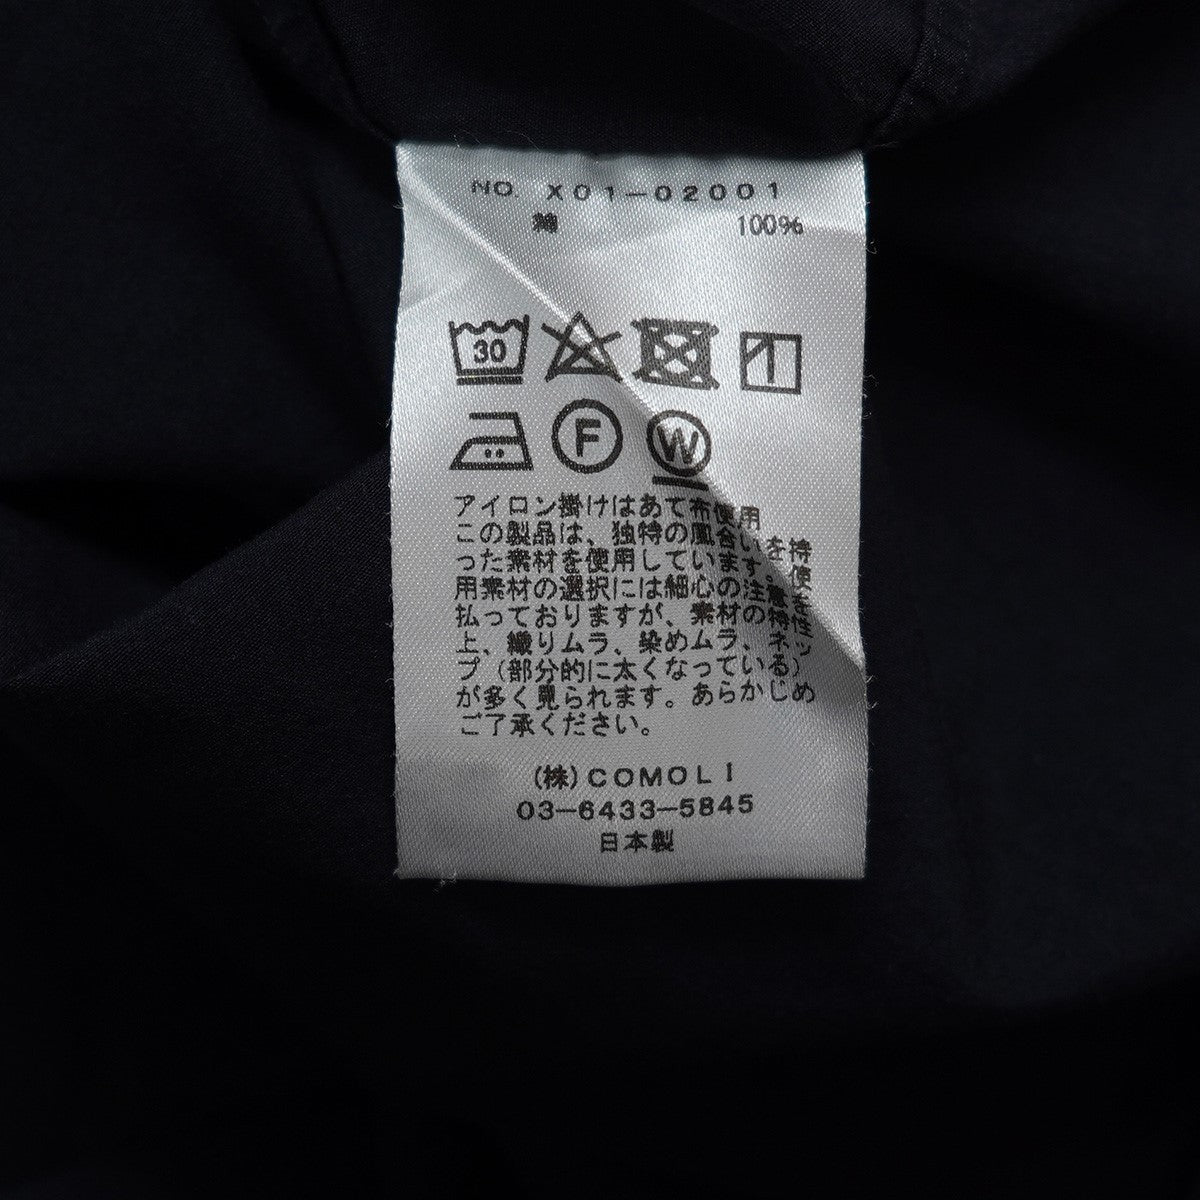 NO. X01-02001
綿 100%
30
F W
アイロン掛けはあて布使用
この製品は、独特の風合いを持
った素材を使用しています。使
用素材の選択には細心の注意を
払っておりますが、素材の特性
上、織りムラ、染めムラ、ネッ
プ（部分的に太くなっている）
が多く見られます。あらかじめ
ご了承ください。
(株)COMOLI
03-6433-5845
日本製